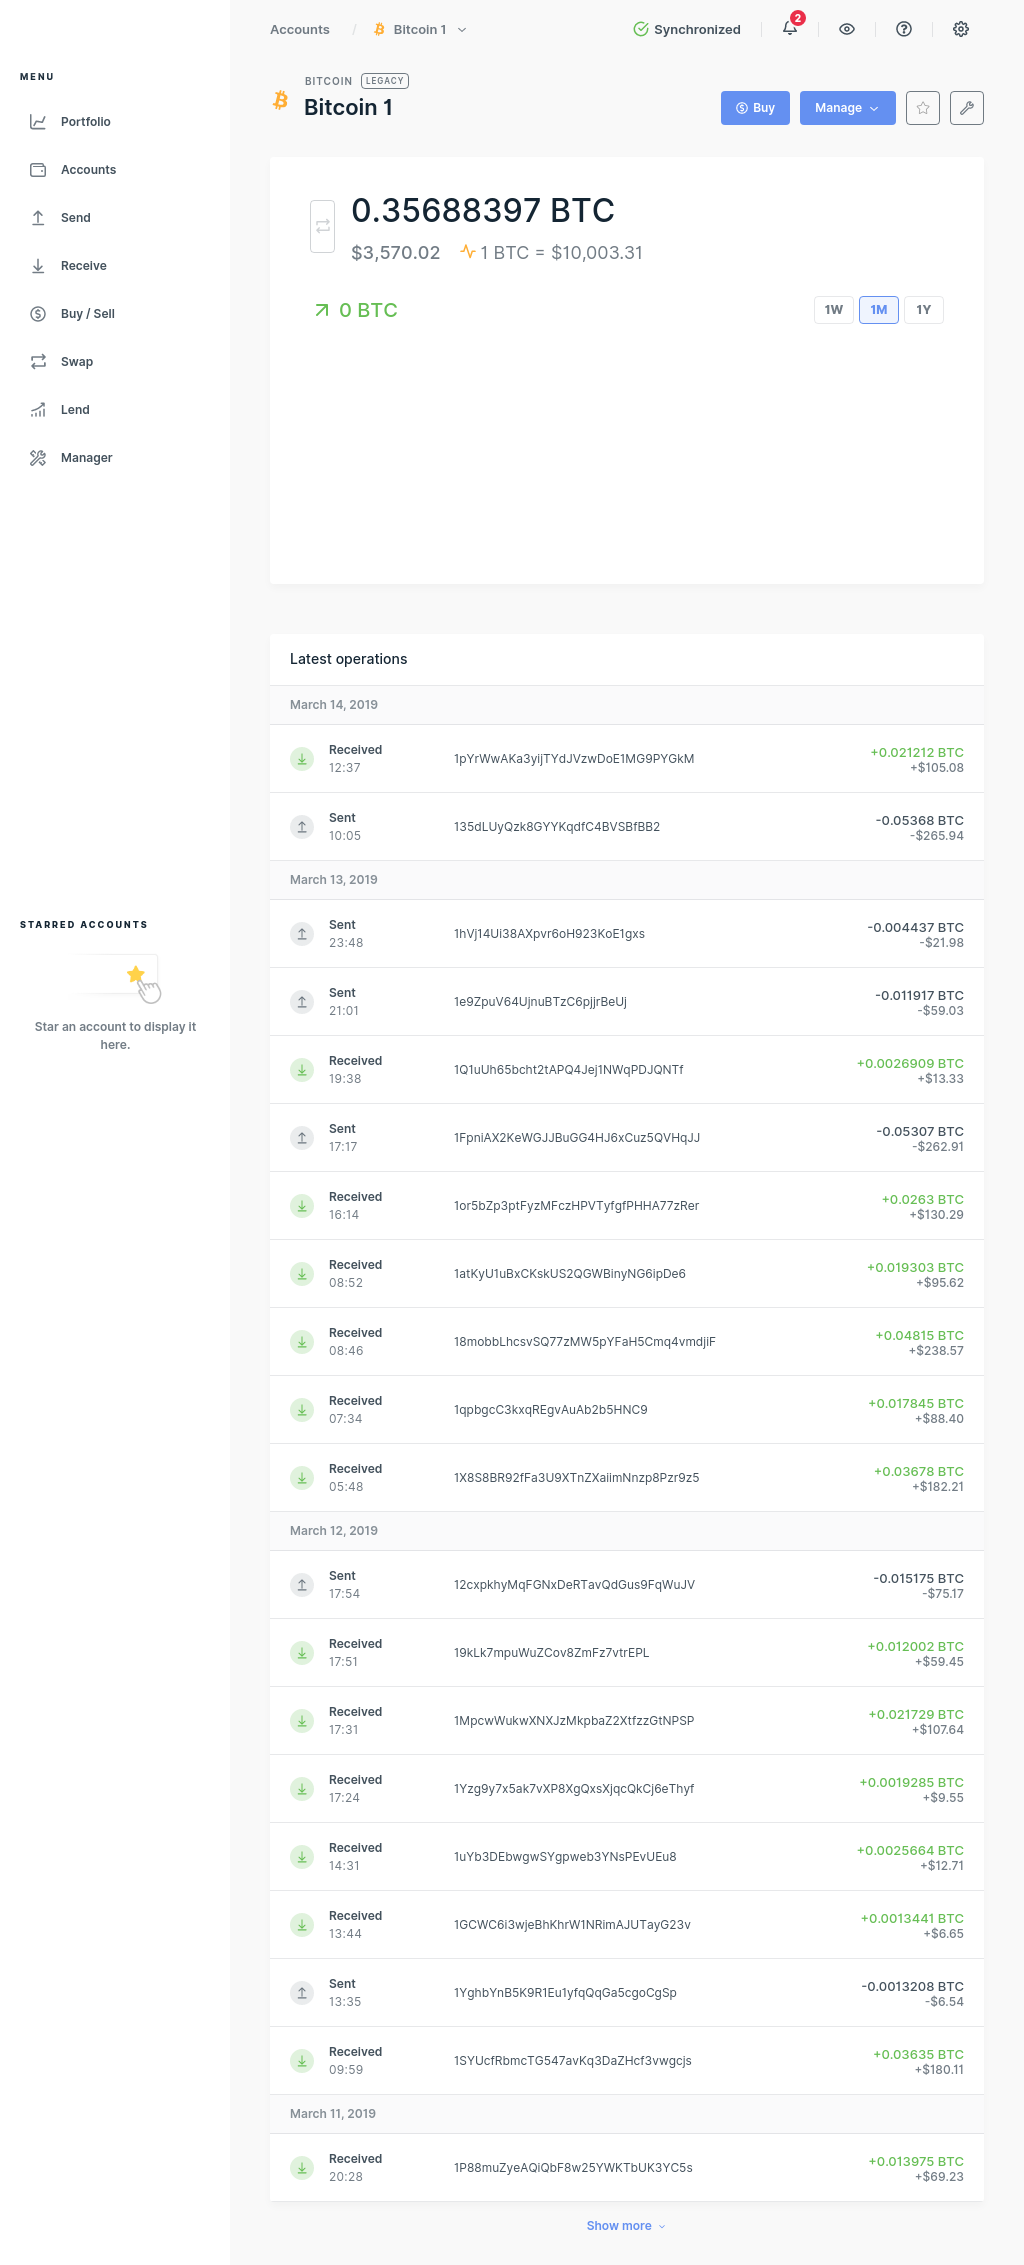 Accounts / Bitcoin 1 Synchronized 2
MENU
Portfolio
Accounts
Send
Receive
Buy / Sell
Swap
Lend
Manager
STARRED ACCOUNTS
Star an account to display it
here.
BITCOIN LEGACY
Bitcoin 1
Buy Manage
0.35688397 BTC
$3,570.02 1 BTC = $10,003.31
0 BTC 1W 1M 1Y
Latest operations
March 14, 2019
Received
12:37
1pYrWwAKa3yijTYdJVzwDoE1MG9PYGkM
+0.021212 BTC
+$105.08
Sent
10:05
135dLUyQzk8GYYKqdfC4BVSBfBB2
-0.05368 BTC
-$265.94
March 13, 2019
Sent
23:48
1hVj14Ui38AXpvr6oH923KoE1gxs
-0.004437 BTC
-$21.98
Sent
21:01
1e9ZpuV64UjnuBTzC6pjjrBeUj
-0.011917 BTC
-$59.03
Received
19:38
1Q1uUh65bcht2tAPQ4Jej1NWqPDJQNTf
+0.0026909 BTC
+$13.33
Sent
17:17
1FpniAX2KeWGJJBuGG4HJ6xCuz5QVHqJJ
-0.05307 BTC
-$262.91
Received
16:14
1or5bZp3ptFyzMFczHPVTyfgfPHHA77zRer
+0.0263 BTC
+$130.29
Received
08:52
1atKyU1uBxCKskUS2QGWBinyNG6ipDe6
+0.019303 BTC
+$95.62
Received
08:46
18mobbLhcsvSQ77zMW5pYFaH5Cmq4vmdjiF
+0.04815 BTC
+$238.57
Received
07:34
1qpbgcC3kxqREgvAuAb2b5HNC9
+0.017845 BTC
+$88.40
Received
05:48
1X8S8BR92fFa3U9XTnZXaiimNnzp8Pzr9z5
+0.03678 BTC
+$182.21
March 12, 2019
Sent
17:54
12cxpkhyMqFGNxDeRTavQdGus9FqWuJV
-0.015175 BTC
-$75.17
Received
17:51
19kLk7mpuWuZCov8ZmFz7vtrEPL
+0.012002 BTC
+$59.45
Received
17:31
1MpcwWukwXNXJzMkpbaZ2XtfzzGtNPSP
+0.021729 BTC
+$107.64
Received
17:24
1Yzg9y7x5ak7vXP8XgQxsXjqcQkCj6eThyf
+0.0019285 BTC
+$9.55
Received
14:31
1uYb3DEbwgwSYgpweb3YNsPEvUEu8
+0.0025664 BTC
+$12.71
Received
13:44
1GCWC6i3wjeBhKhrW1NRimAJUTayG23v
+0.0013441 BTC
+$6.65
Sent
13:35
1YghbYnB5K9R1Eu1yfqQqGa5cgoCgSp
-0.0013208 BTC
-$6.54
Received
09:59
1SYUcfRbmcTG547avKq3DaZHcf3vwgcjs
+0.03635 BTC
+$180.11
March 11, 2019
Received
20:28
1P88muZyeAQiQbF8w25YWKTbUK3YC5s
+0.013975 BTC
+$69.23
Show more